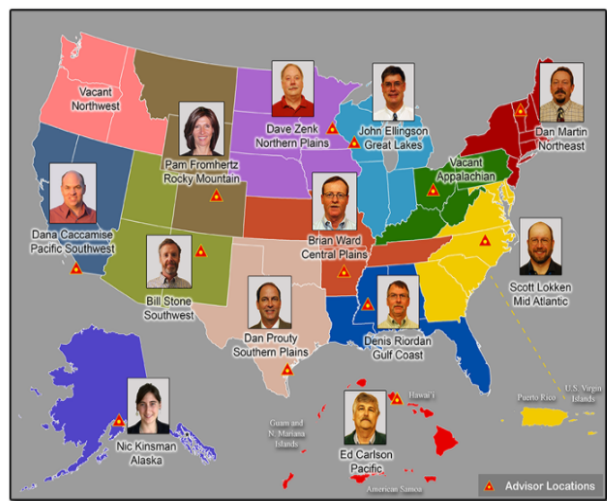 Vacant
Northwest
Dave Zenk
Northern Plains
John Ellingson
Great Lakes
Dan Martin
Northeast
Pam Fromhertz
Rocky Mountain
Vacant
Appalachian
Dana Caccamise
Pacific Southwest
Brian Ward
Central Plains
Bill Stone
Southwest
Scott Lokken
Mid Atlantic
Dan Prouty
Southern Plains
Denis Riordan
Gulf Coast
U.S. Virgin
Islands
Puerto Rico
Hawai'i
Guam and
N. Mariana
Islands
Nic Kinsman
Alaska
Ed Carlson
Pacific
American Samoa
Advisor Locations